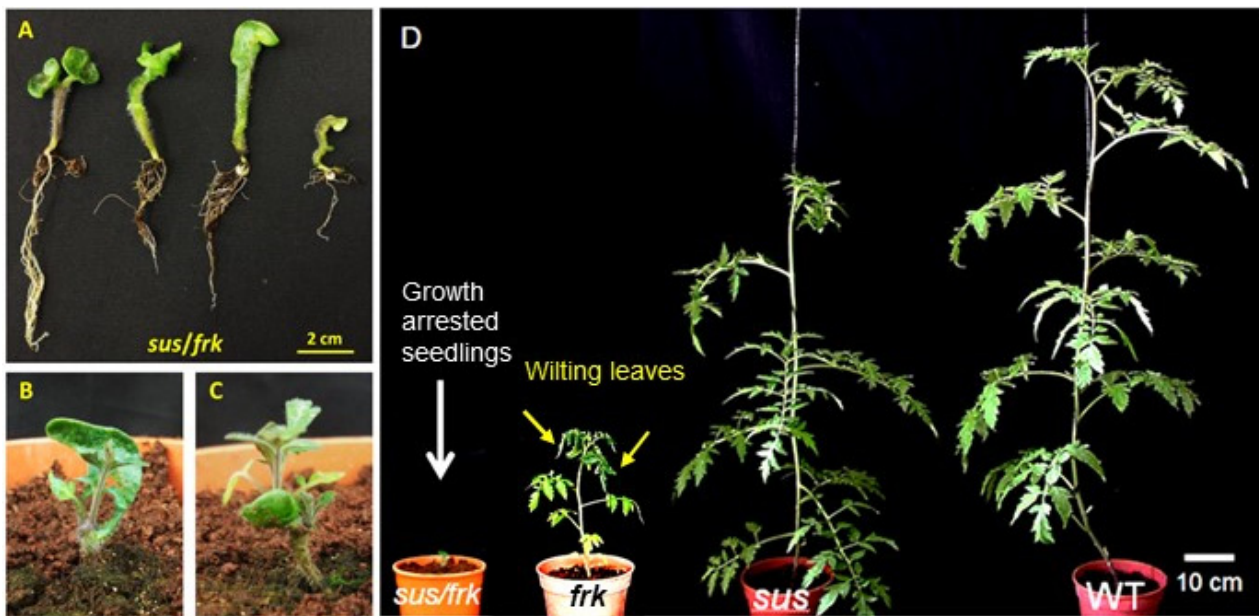 A
sus/frk
2 cm
B
C
D
Growth
arrested
seedlings
Wilting leaves
sus/frk
frk
sus
WT
10 cm